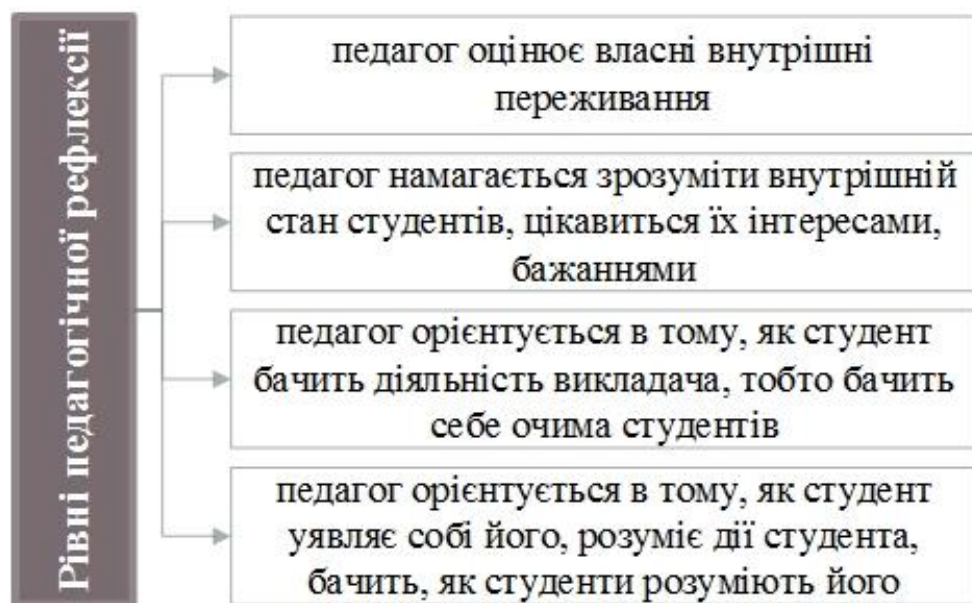 Рівні педагогічної рефлексії
педагог оцінює власні внутрішні
переживання
педагог намагається зрозуміти внутрішній
стан студентів, цікавиться їх інтересами,
бажаннями
педагог орієнтується в тому, як студент
бачить діяльність викладача, тобто бачить
себе очима студентів
педагог орієнтується в тому, як студент
уявляє собі його, розуміє дії студента,
бачить, як студенти розуміють його